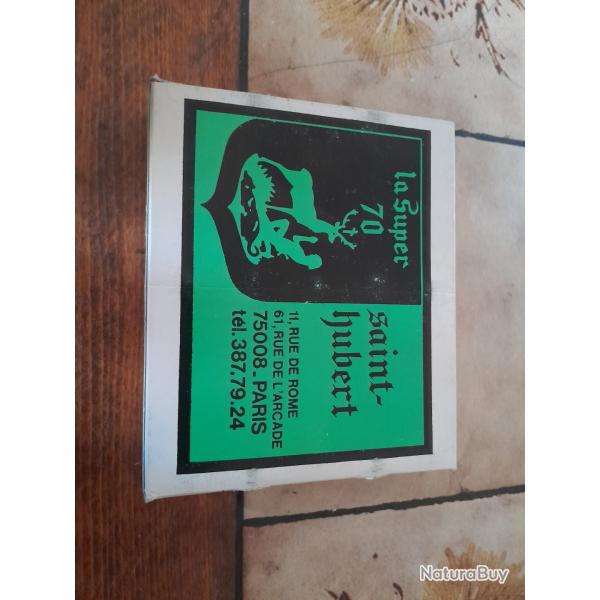 la Super
70
saint-
hubert
11, RUE DE ROME
61, RUE DE L'ARCADE
75008 - PARIS
tél. 387.79.24
NaturaBuy